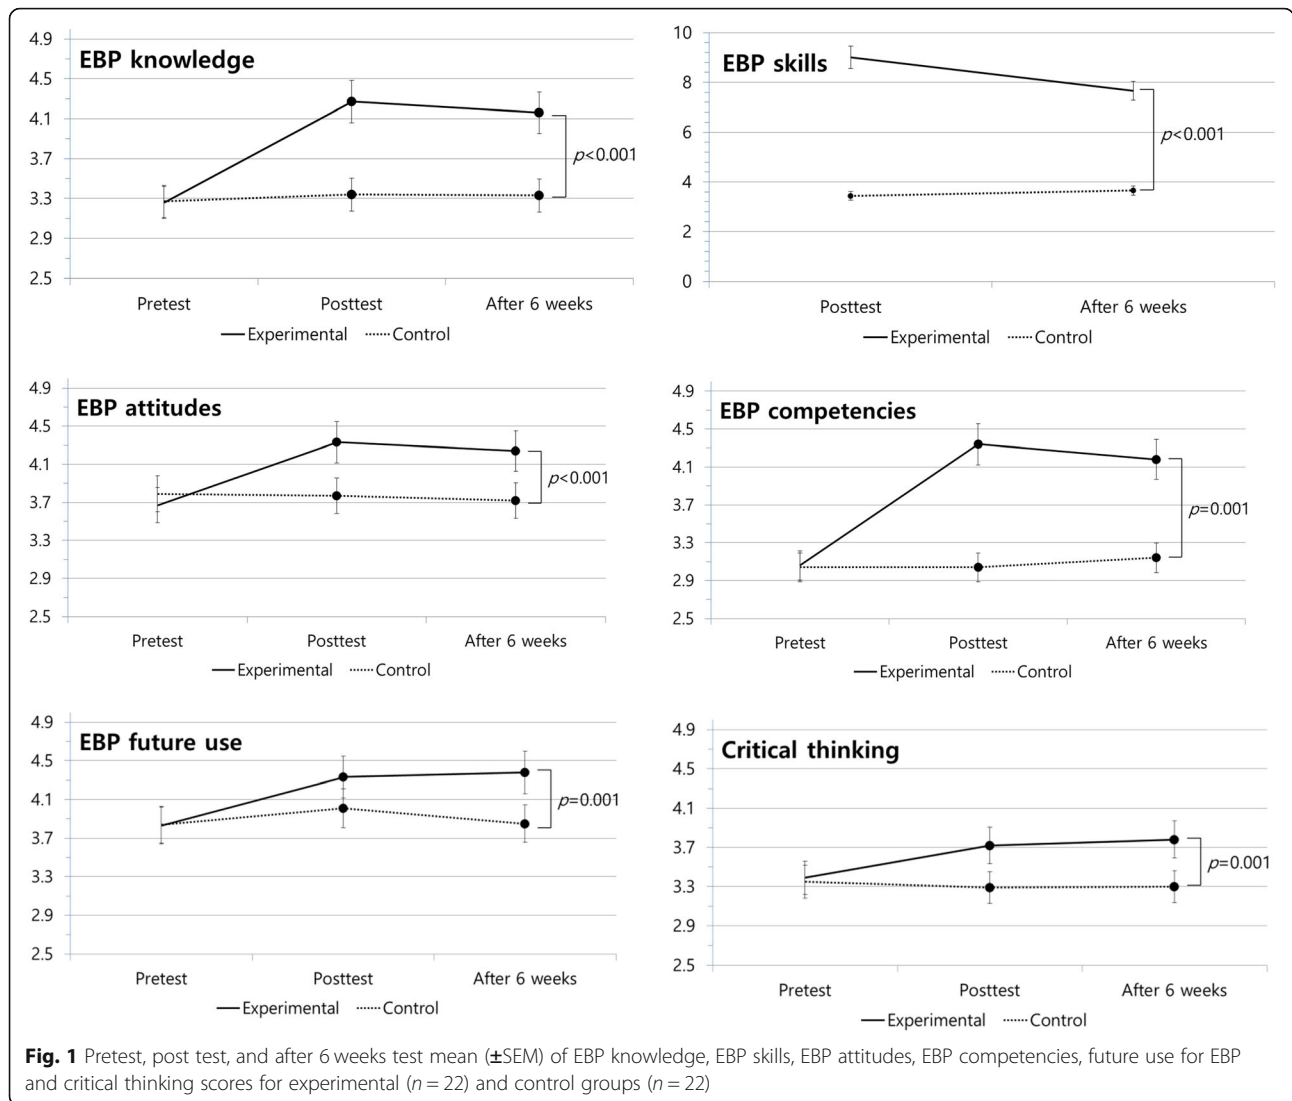 4.9
EBP knowledge
4.5
4.1
3.7
p<0.001
3.3
2.9
2.5
Pretest Posttest After 6 weeks
Experimental Control
10
EBP skills
8
6
p<0.001
4
2
0
Posttest After 6 weeks
Experimental Control
4.9
EBP attitudes
4.5
4.1
p<0.001
3.7
3.3
2.9
2.5
Pretest Posttest After 6 weeks
Experimental Control
4.9
EBP competencies
4.5
4.1
3.7
p=0.001
3.3
2.9
2.5
Pretest Posttest After 6 weeks
Experimental Control
4.9
EBP future use
4.5
4.1
p=0.001
3.7
3.3
2.9
2.5
Pretest Posttest After 6 weeks
Experimental Control
4.9
Critical thinking
4.5
4.1
3.7
p=0.001
3.3
2.9
2.5
Pretest Posttest After 6 weeks
Experimental Control
Fig. 1 Pretest, post test, and after 6 weeks test mean (±SEM) of EBP knowledge, EBP skills, EBP attitudes, EBP competencies, future use for EBP
and critical thinking scores for experimental (n = 22) and control groups (n = 22)